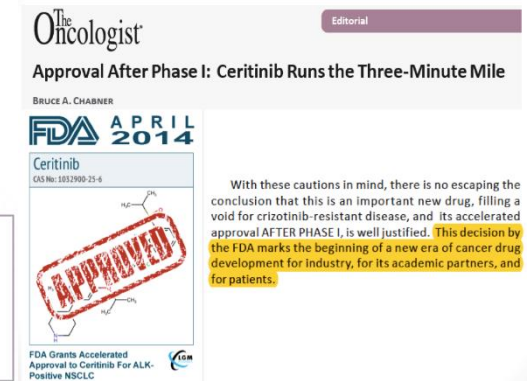 The Oncologist
Editorial
Approval After Phase I: Ceritinib Runs the Three-Minute Mile
BRUCE A. CHABNER
FDA APRIL
2014
Ceritinib
CAS No: 1032900-25-6
APPROVED
FDA Grants Accelerated
Approval to Ceritinib For ALK-
Positive NSCLC
LGM
With these cautions in mind, there is no escaping the
conclusion that this is an important new drug, filling a
void for crizotinib-resistant disease, and its accelerated
approval AFTER PHASE I, is well justified. This decision by
the FDA marks the beginning of a new era of cancer drug
development for industry, for its academic partners, and
for patients.